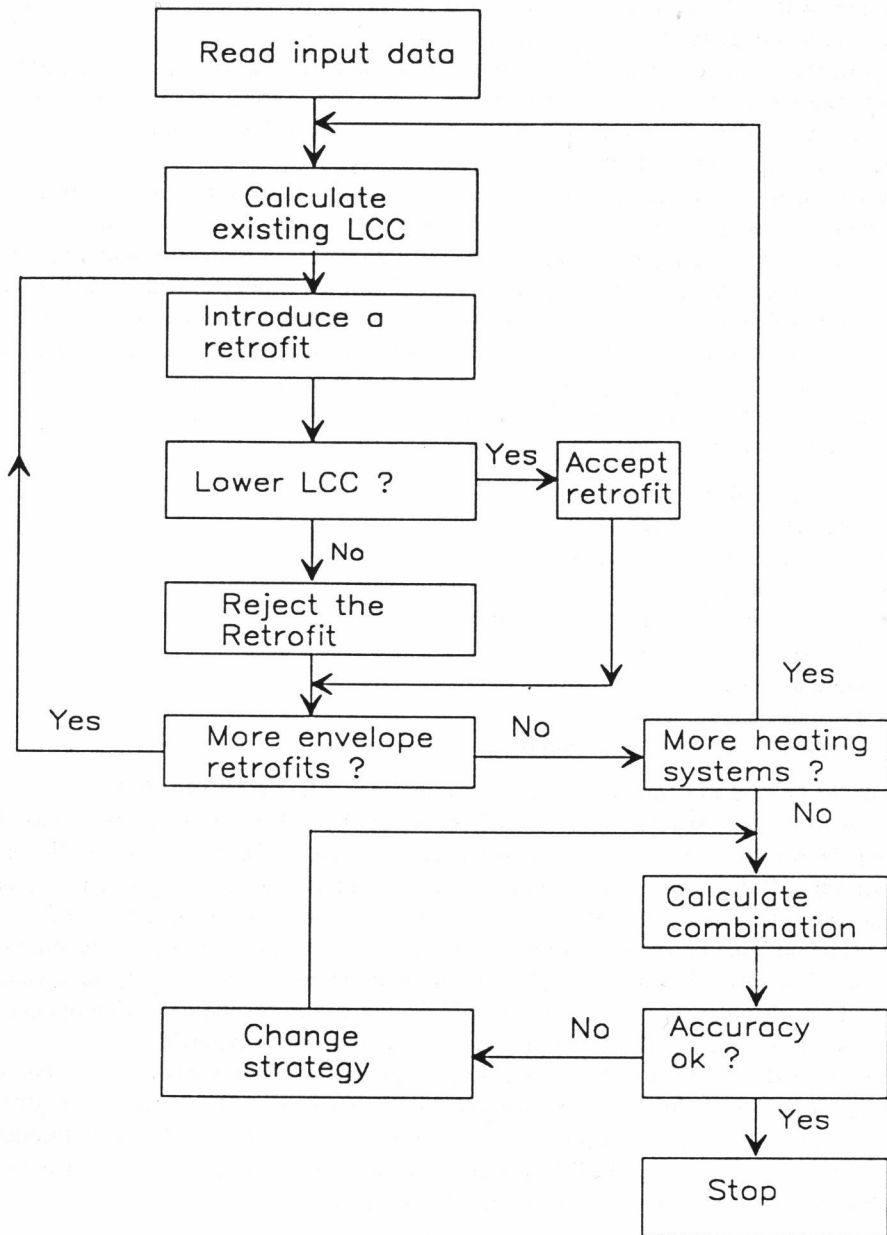 Read input data
Calculate
existing LCC
Introduce a
retrofit
Lower LCC ?
Yes
Accept
retrofit
No
Reject the
Retrofit
Yes
More envelope
retrofits ?
No
More heating
systems ?
Yes
No
Calculate
combination
Accuracy
ok ?
No
Change
strategy
Yes
Stop